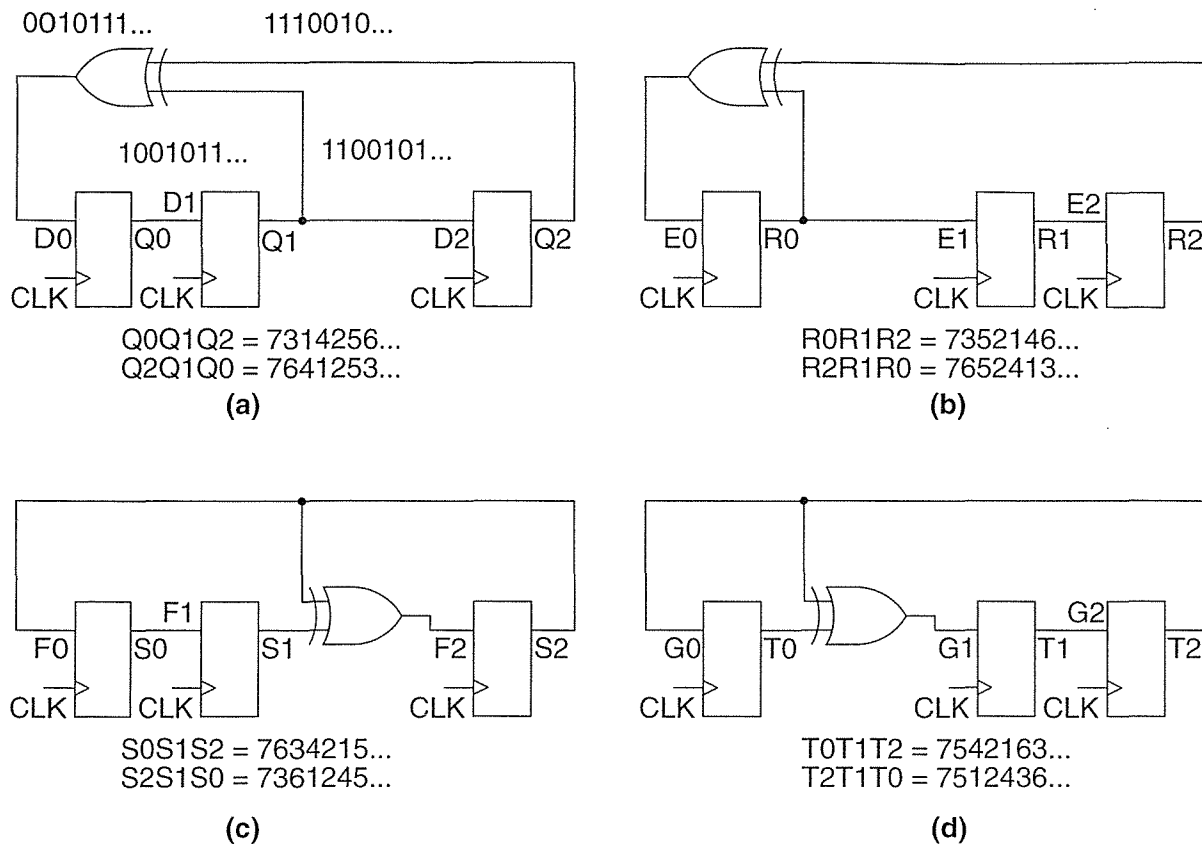 0010111...
1110010...
1001011...
1100101...
D0 Q0 D1 Q1 D2 Q2
CLK CLK CLK
Q0Q1Q2 = 7314256...
Q2Q1Q0 = 7641253...
(a)
E0 R0 E1 R1 E2 R2
CLK CLK CLK
R0R1R2 = 7352146...
R2R1R0 = 7652413...
(b)
F0 S0 F1 S1 F2 S2
CLK CLK CLK
S0S1S2 = 7634215...
S2S1S0 = 7361245...
(c)
G0 T0 G1 T1 G2 T2
CLK CLK CLK
T0T1T2 = 7542163...
T2T1T0 = 7512436...
(d)